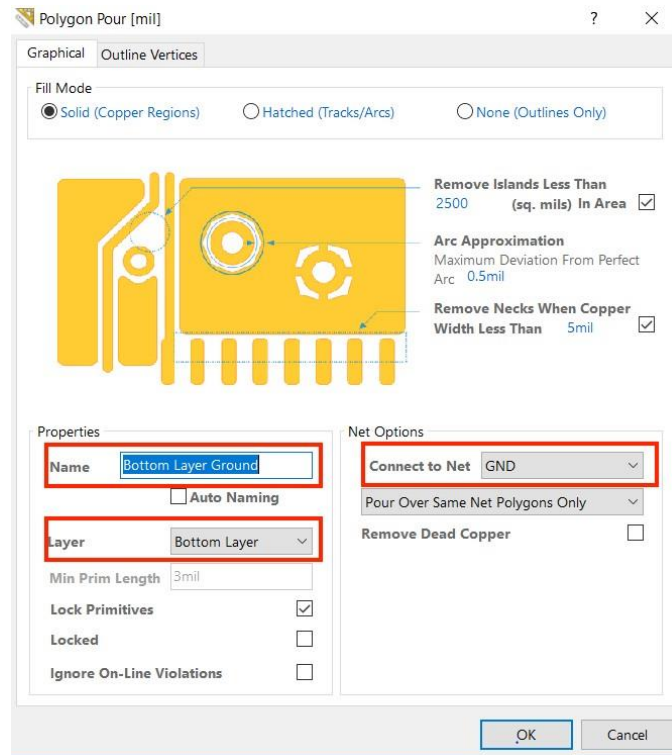 Polygon Pour [mil]
?
Graphical
Outline Vertices
Fill Mode
Solid (Copper Regions)
Hatched (Tracks/Arcs)
None (Outlines Only)
Remove Islands Less Than
2500 (sq. mils) In Area
Arc Approximation
Maximum Deviation From Perfect
Arc 0.5mil
Remove Necks When Copper
Width Less Than 5mil
Properties
Name Bottom Layer Ground
Auto Naming
Layer Bottom Layer
Min Prim Length 3mil
Lock Primitives
Locked
Ignore On-Line Violations
Net Options
Connect to Net GND
Pour Over Same Net Polygons Only
Remove Dead Copper
OK
Cancel